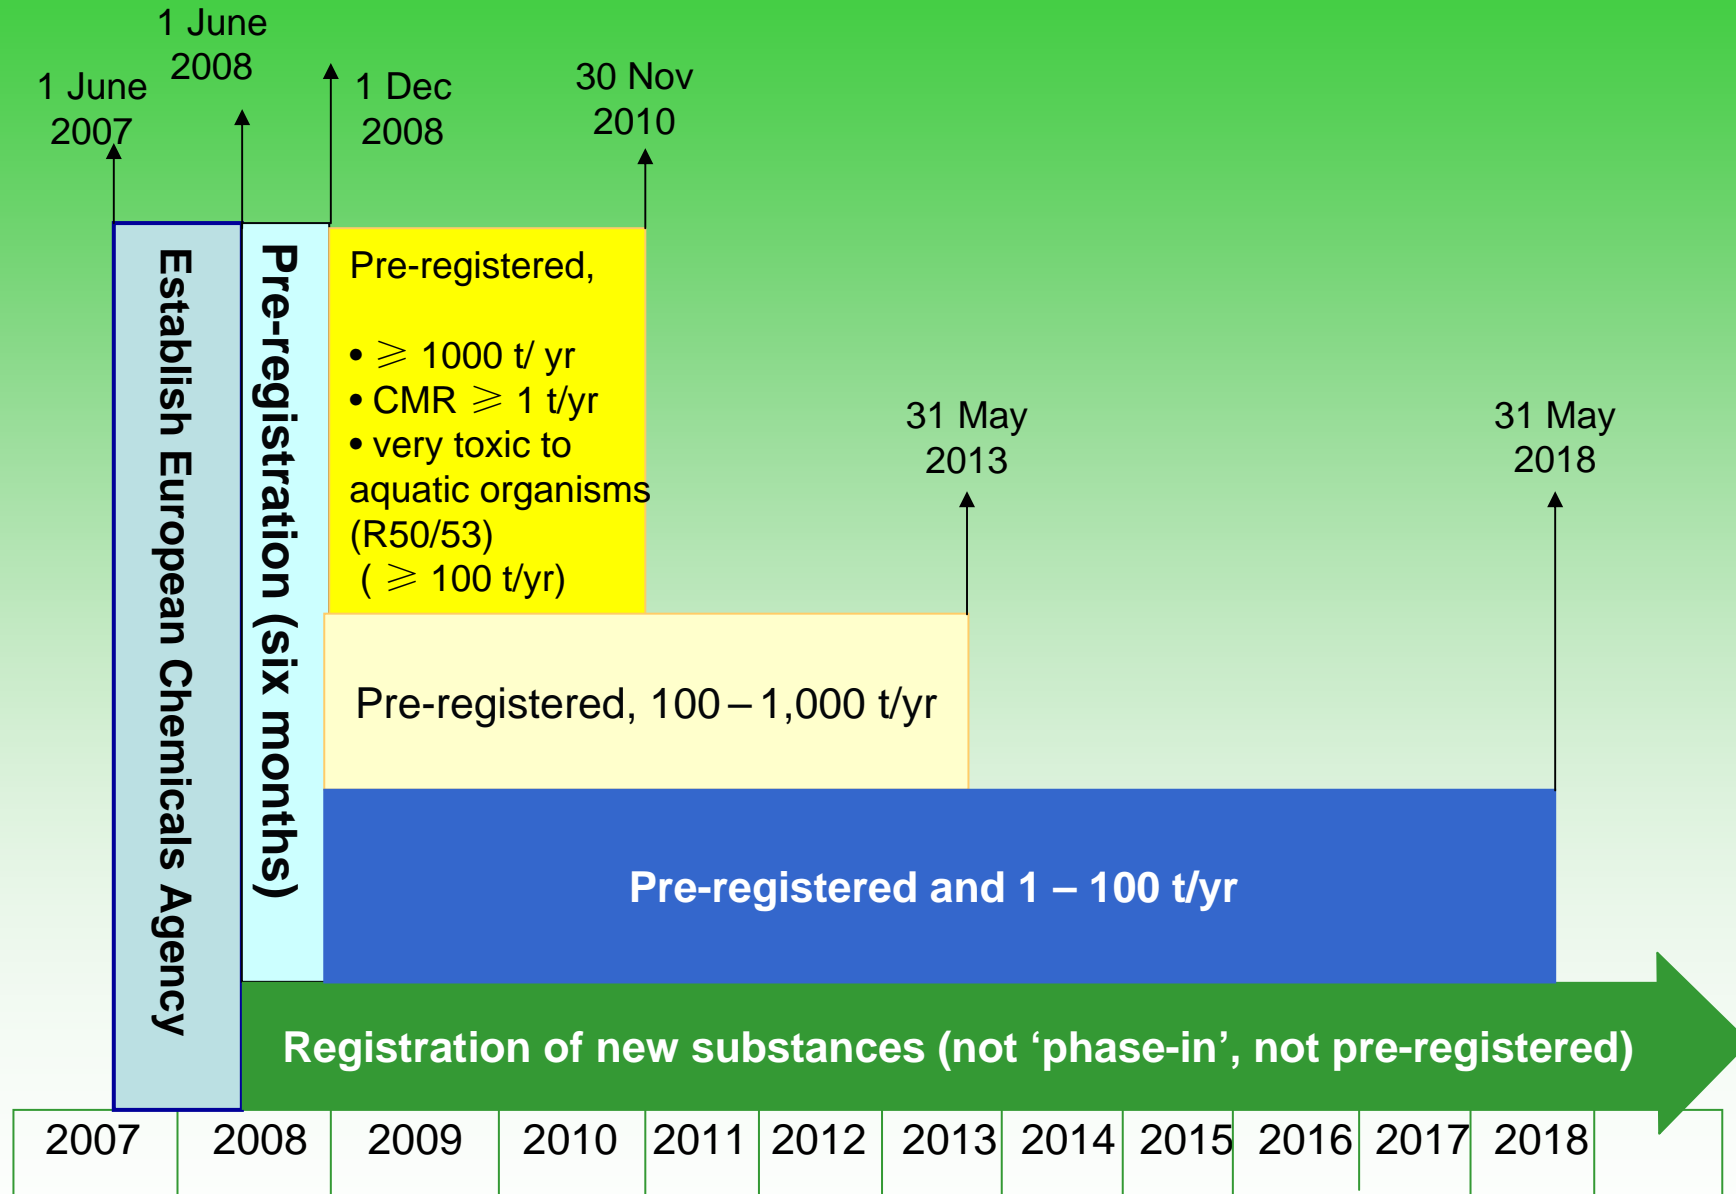 1 June
2007
1 June
2008
1 Dec
2008
30 Nov
2010
31 May
2013
31 May
2018
Establish European Chemicals Agency
Pre-registration (six months)
Pre-registered,
• ⩾ 1000 t/ yr
• CMR ⩾ 1 t/yr
• very toxic to
aquatic organisms
(R50/53)
( ⩾ 100 t/yr)
Pre-registered, 100 – 1,000 t/yr
Pre-registered and 1 – 100 t/yr
Registration of new substances (not ‘phase-in’, not pre-registered)
2007 2008 2009 2010 2011 2012 2013 2014 2015 2016 2017 2018